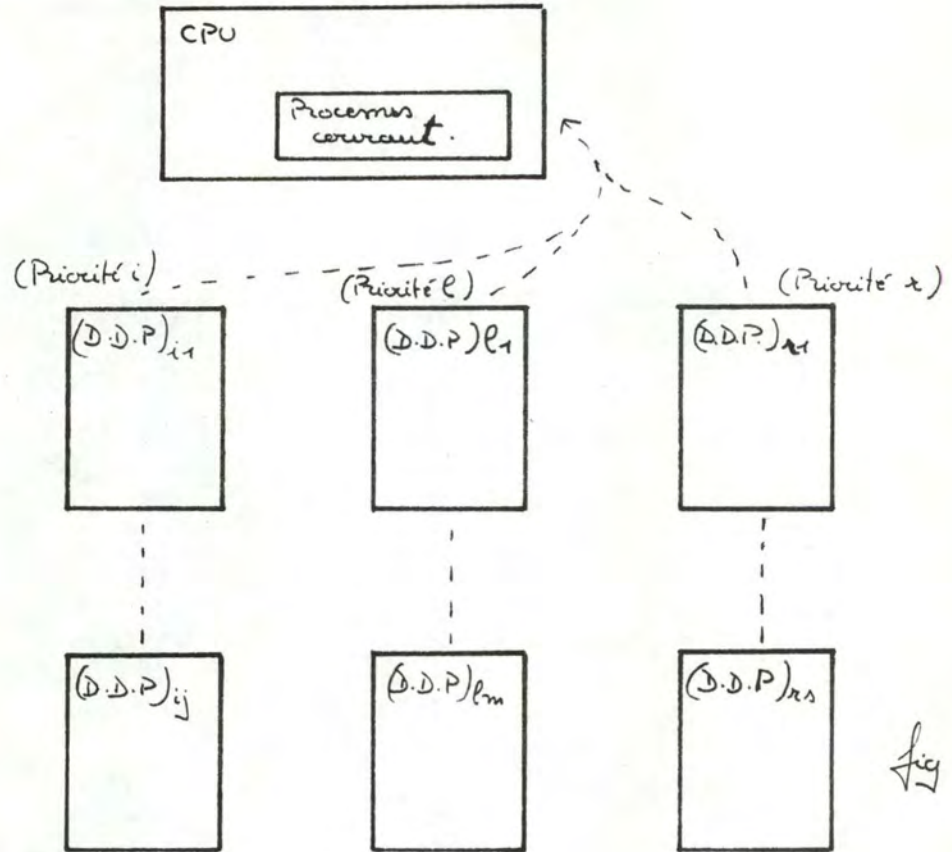 CPU
Processus
courant.
(Priorité i)
(Priorité l)
(Priorité r)
(D.D.P)i1
(D.D.P)l1
(D.D.P.)r1
(D.D.P)ij
(D.D.P)lm
(D.D.P)rs
fig